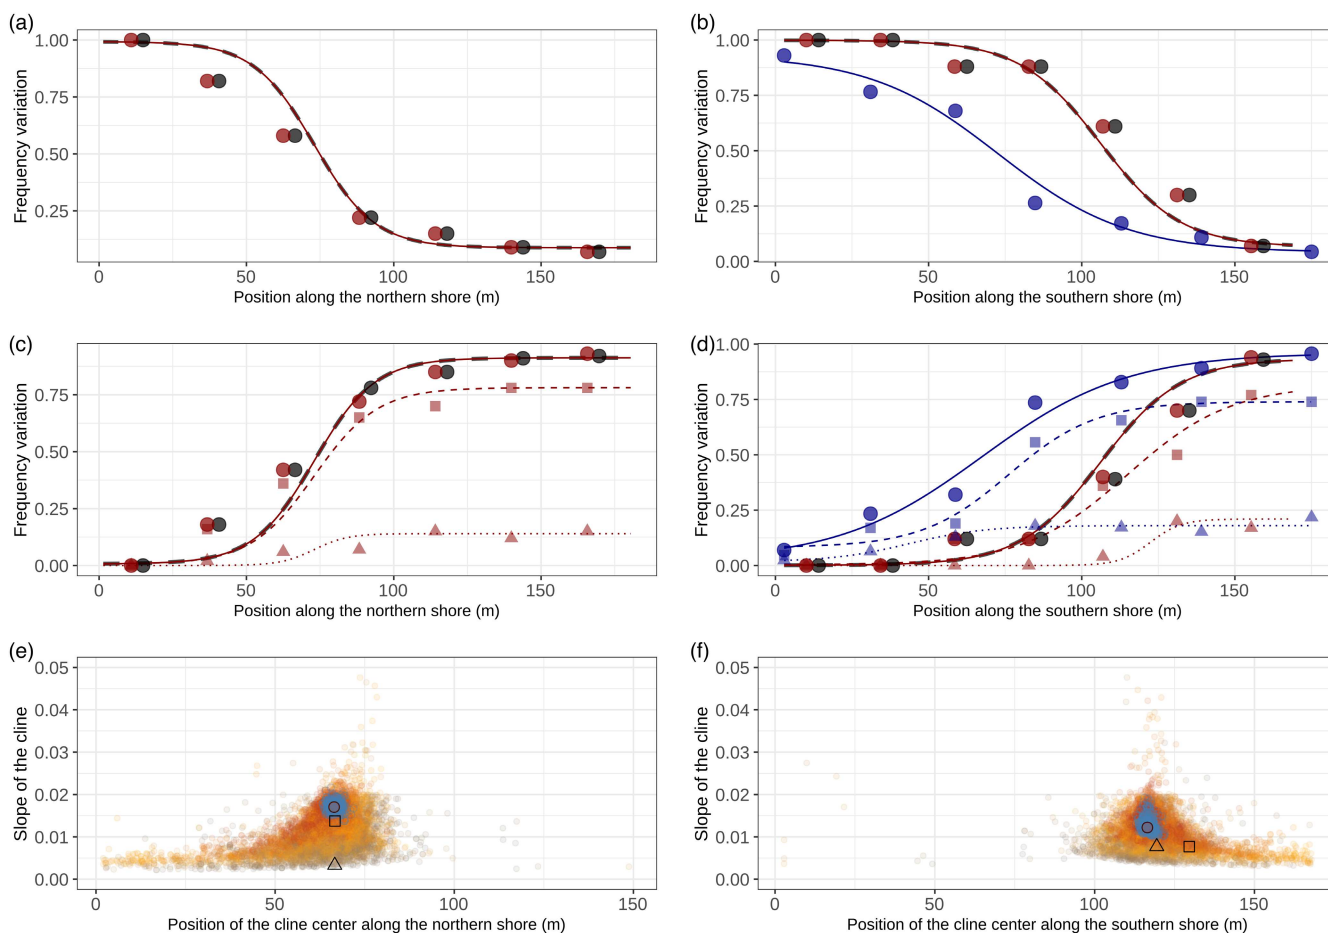 (a)
1.00
0.75
0.50
0.25
Frequency variation
0 50 100 150
Position along the northern shore (m)
(b)
1.00
0.75
0.50
0.25
0.00
Frequency variation
50 100 150
Position along the southern shore (m)
(c)
0.75
0.50
0.25
0.00
Frequency variation
0 50 100 150
Position along the northern shore (m)
(d)
1.00
0.75
0.50
0.25
0.00
Frequency variation
50 100 150
Position along the southern shore (m)
(e)
0.05
0.04
0.03
0.02
0.01
0.00
Slope of the cline
0 50 100 150
Position of the cline center along the northern shore (m)
(f)
0.05
0.04
0.03
0.02
0.01
0.00
Slope of the cline
0 50 100 150
Position of the cline center along the southern shore (m)